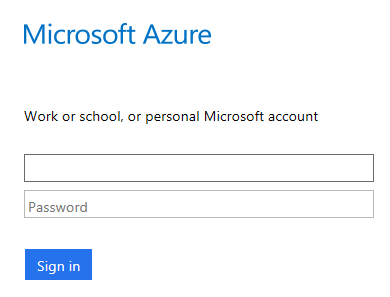 Microsoft Azure
Work or school, or personal Microsoft account
Password
Sign in